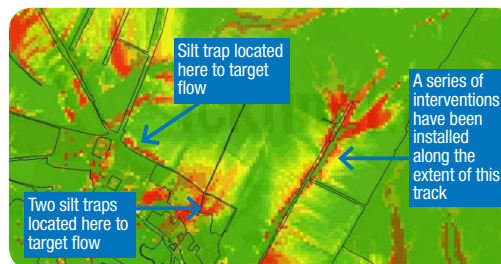 Silt trap located
here to target
flow
A series of
interventions
have been
installed
along the
extent of this
track
Two silt traps
located here to
target flow